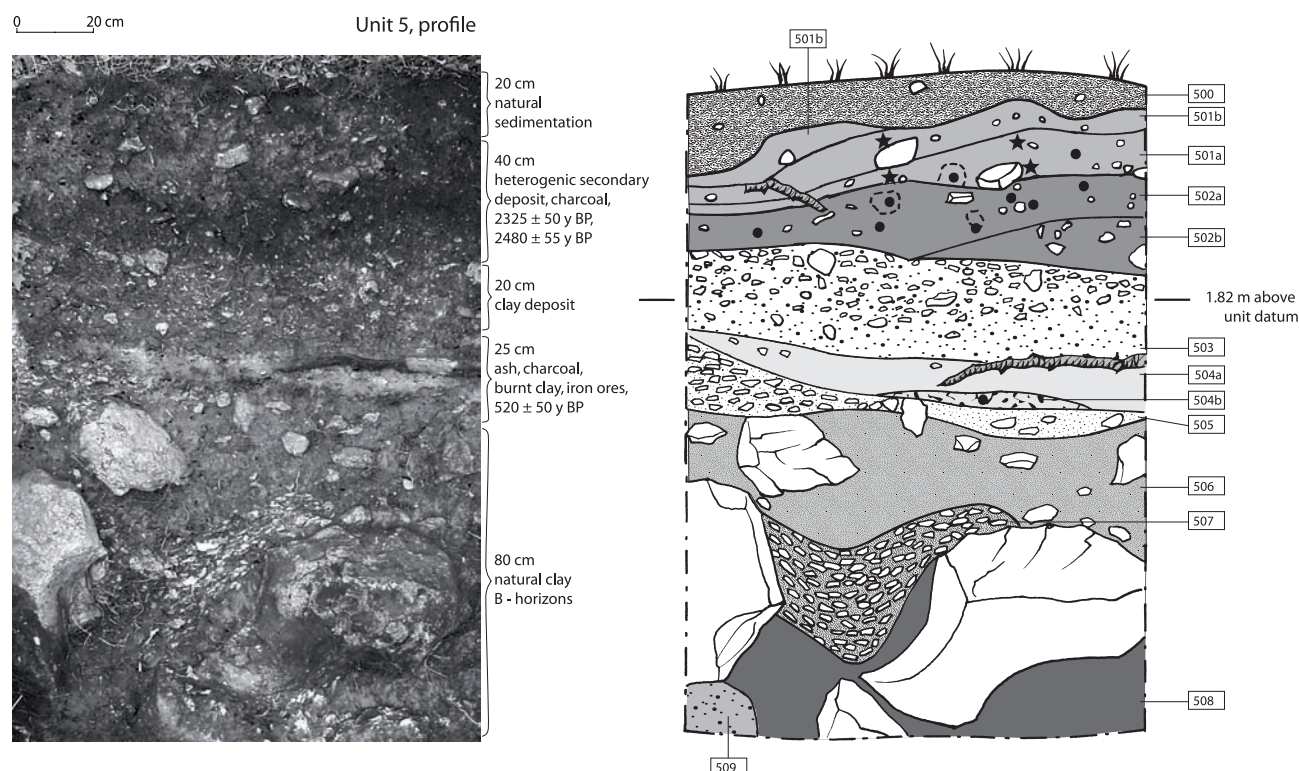 0
20 cm
Unit 5, profile
20 cm
natural
sedimentation
40 cm
heterogenic secondary
deposit, charcoal,
2325 ± 50 y BP,
2480 ± 55 y BP
20 cm
clay deposit
25 cm
ash, charcoal,
burnt clay, iron ores,
520 ± 50 y BP
80 cm
natural clay
B - horizons
501b
500
501b
501a
502a
502b
1.82 m above
unit datum
503
504a
504b
505
506
507
508
509